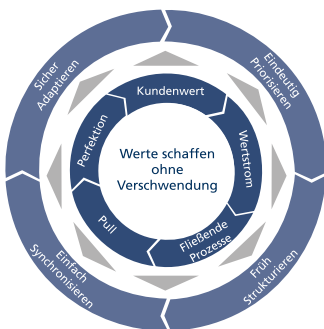 Sicher
Adaptieren
Eindeutig
Priorisieren
Kundenwert
Perfektion
Wertstrom
Werte schaffen
ohne
Verschwendung
Pull
Fließende
Prozesse
Einfach
Synchronisieren
Früh
Strukturieren